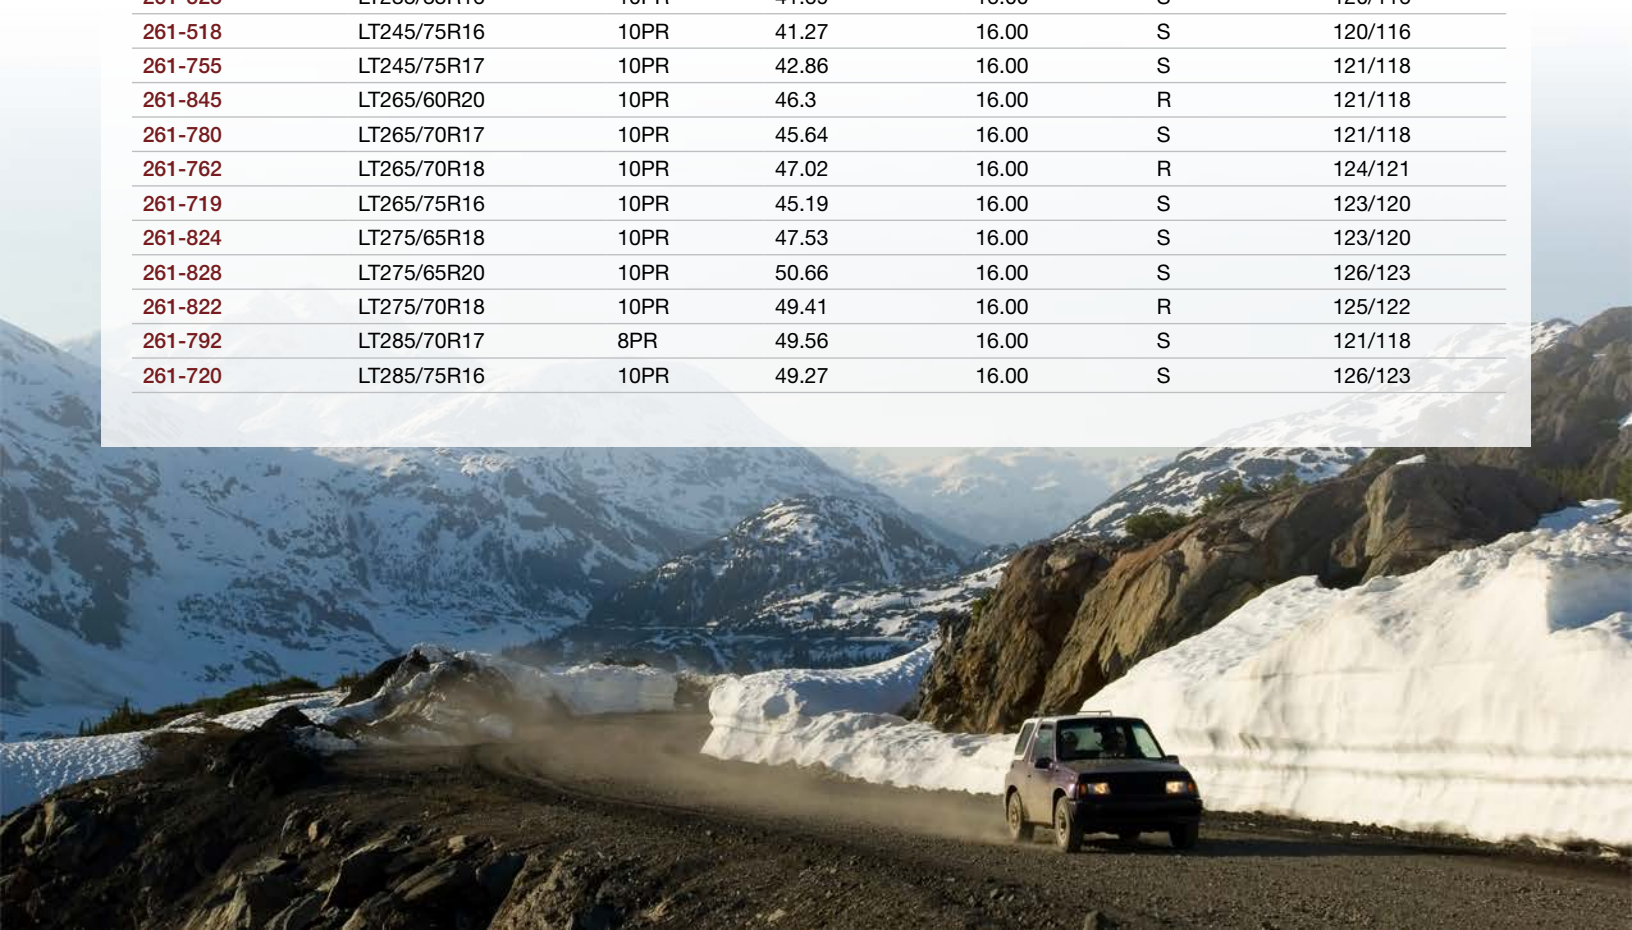 261-518 LT245/75R16 10PR 41.27 16.00 S 120/116
261-755 LT245/75R17 10PR 42.86 16.00 S 121/118
261-845 LT265/60R20 10PR 46.3 16.00 R 121/118
261-780 LT265/70R17 10PR 45.64 16.00 S 121/118
261-762 LT265/70R18 10PR 47.02 16.00 R 124/121
261-719 LT265/75R16 10PR 45.19 16.00 S 123/120
261-824 LT275/65R18 10PR 47.53 16.00 S 123/120
261-828 LT275/65R20 10PR 50.66 16.00 S 126/123
261-822 LT275/70R18 10PR 49.41 16.00 R 125/122
261-792 LT285/70R17 8PR 49.56 16.00 S 121/118
261-720 LT285/75R16 10PR 49.27 16.00 S 126/123